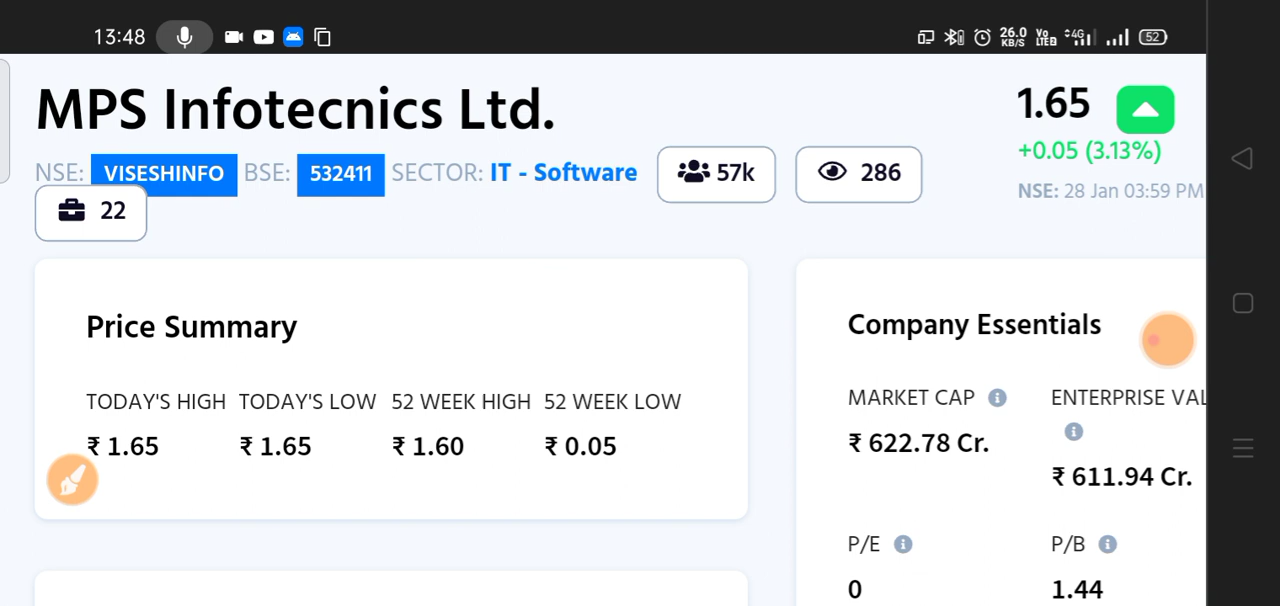 13:48 26.0 KB/S Vo LTE2 4G 52
MPS Infotecnics Ltd.
1.65
+0.05 (3.13%)
NSE: VISESHINFO BSE: 532411 SECTOR: IT - Software 57k 286
NSE: 28 Jan 03:59 PM
22
Price Summary
TODAY'S HIGH TODAY'S LOW 52 WEEK HIGH 52 WEEK LOW
₹ 1.65 ₹ 1.65 ₹ 1.60 ₹ 0.05
Company Essentials
MARKET CAP ENTERPRISE VAL
₹ 622.78 Cr.
₹ 611.94 Cr.
P/E P/B
0 1.44